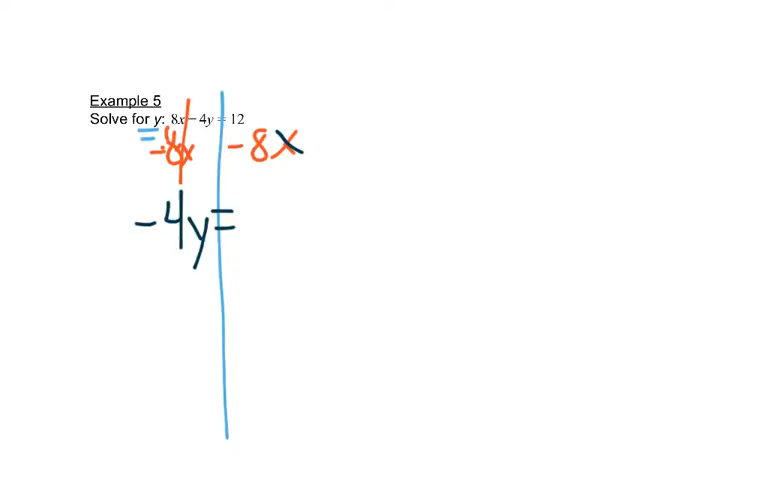 Example 5
Solve for y: 8x − 4y = 12
= -8x -8x
-4y=